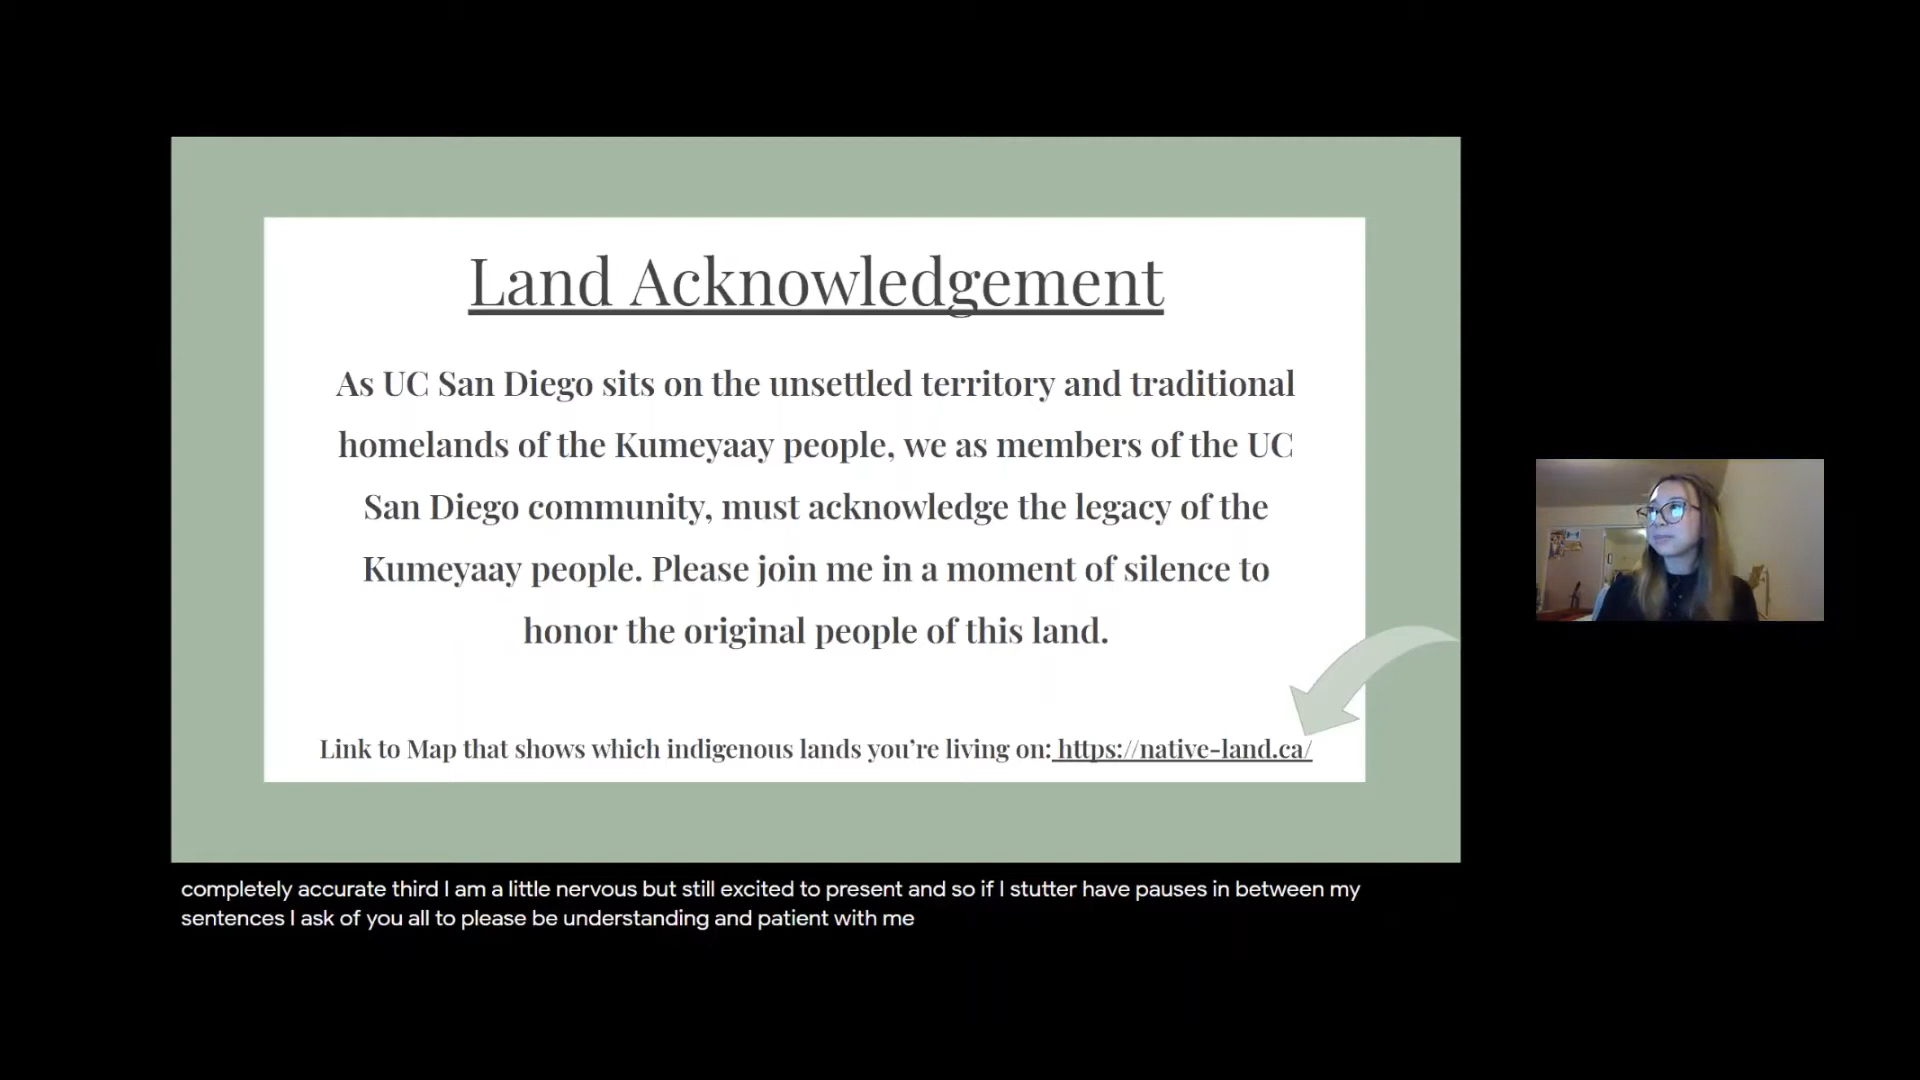 Land Acknowledgement
As UC San Diego sits on the unsettled territory and traditional
homelands of the Kumeyaay people, we as members of the UC
San Diego community, must acknowledge the legacy of the
Kumeyaay people. Please join me in a moment of silence to
honor the original people of this land.
Link to Map that shows which indigenous lands you’re living on: https://native-land.ca/
completely accurate third I am a little nervous but still excited to present and so if I stutter have pauses in between my
sentences I ask of you all to please be understanding and patient with me